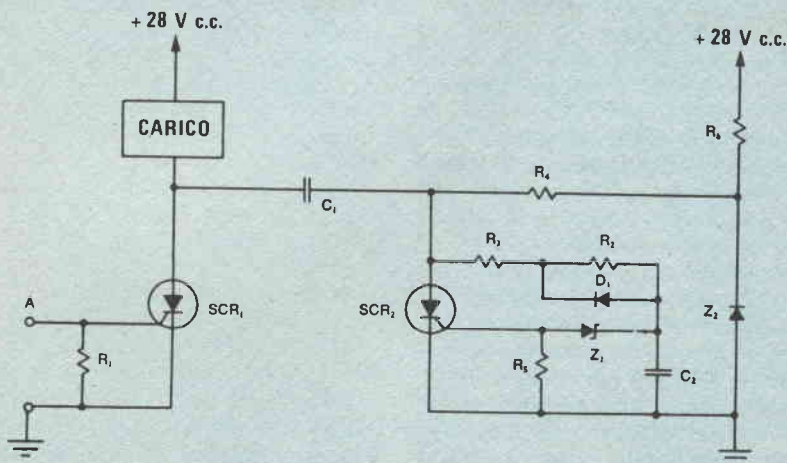 + 28 V c.c.
+ 28 V c.c.
CARICO
R₆
C₁
R₄
R₃
R₂
D₁
A
SCR₁
SCR₂
Z₂
R₁
R₅
Z₁
C₂